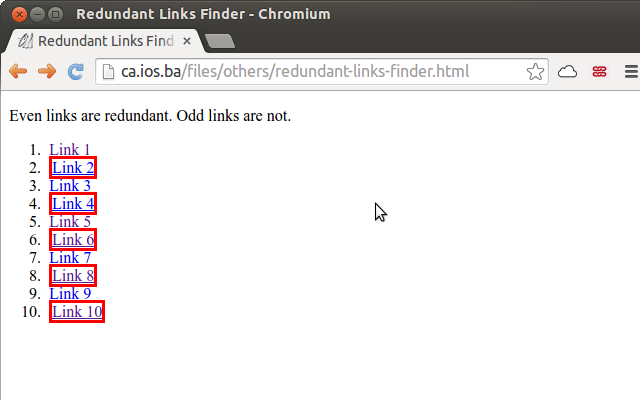 Redundant Links Finder - Chromium
Redundant Links Find
ca.ios.ba/files/others/redundant-links-finder.html
Even links are redundant. Odd links are not.
1. Link 1
2. Link 2
3. Link 3
4. Link 4
5. Link 5
6. Link 6
7. Link 7
8. Link 8
9. Link 9
10. Link 10